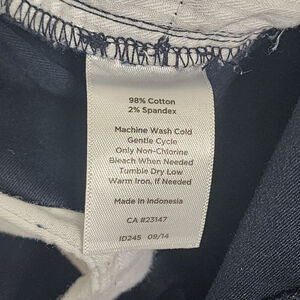 98% Cotton
2% Spandex
Machine Wash Cold
Gentle Cycle
Only Non-Chlorine
Bleach When Needed
Tumble Dry Low
Warm Iron, If Needed
Made In Indonesia
CA #23147
ID245 09/14